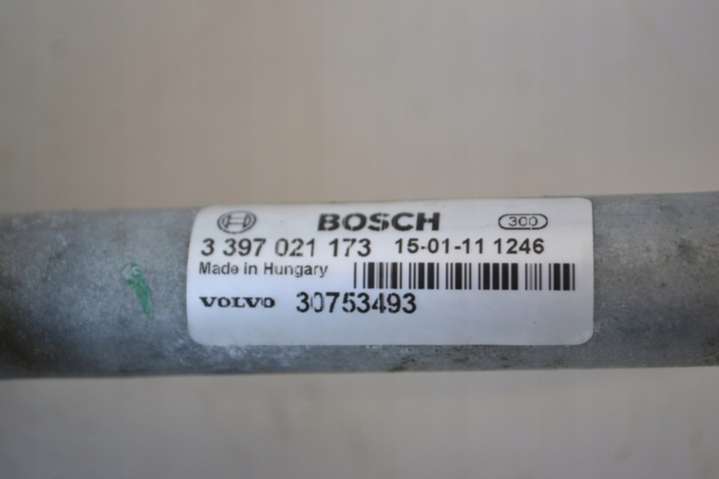 BOSCH 300
3 397 021 173 15-01-11 1246
Made in Hungary
VOLVO 30753493